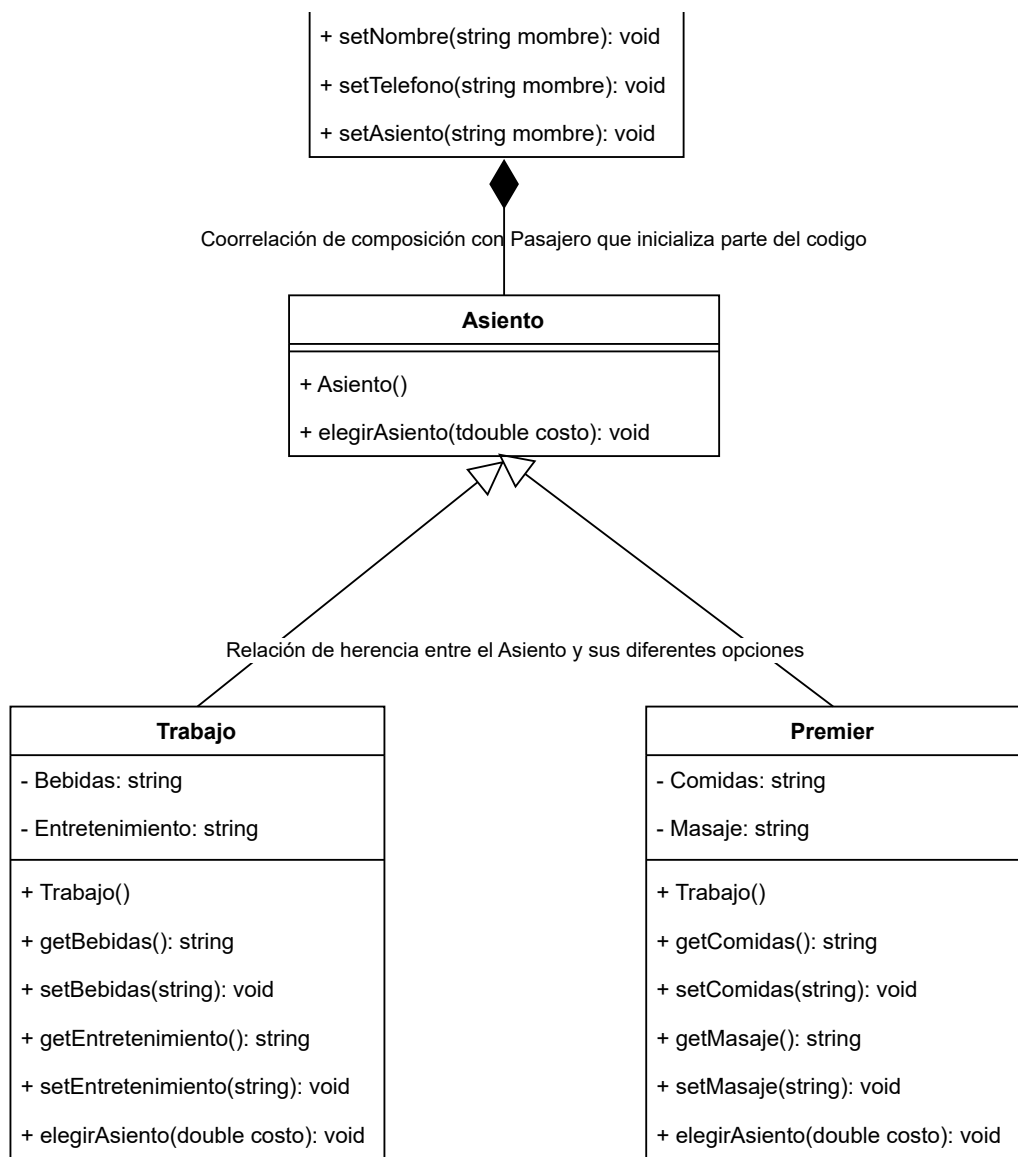 + setNombre(string mombre): void
+ setTelefono(string mombre): void
+ setAsiento(string mombre): void
Coorrelación de composición con Pasajero que inicializa parte del codigo
Asiento
+ Asiento()
+ elegirAsiento(tdouble costo): void
Relación de herencia entre el Asiento y sus diferentes opciones
Trabajo
- Bebidas: string
- Entretenimiento: string
+ Trabajo()
+ getBebidas(): string
+ setBebidas(string): void
+ getEntretenimiento(): string
+ setEntretenimiento(string): void
+ elegirAsiento(double costo): void
Premier
- Comidas: string
- Masaje: string
+ Trabajo()
+ getComidas(): string
+ setComidas(string): void
+ getMasaje(): string
+ setMasaje(string): void
+ elegirAsiento(double costo): void